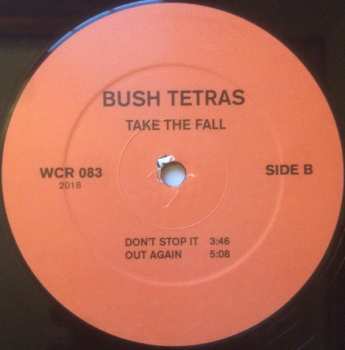 BUSH TETRAS
TAKE THE FALL
WCR 083
2018
SIDE B
DON'T STOP IT 3:46
OUT AGAIN 5:08